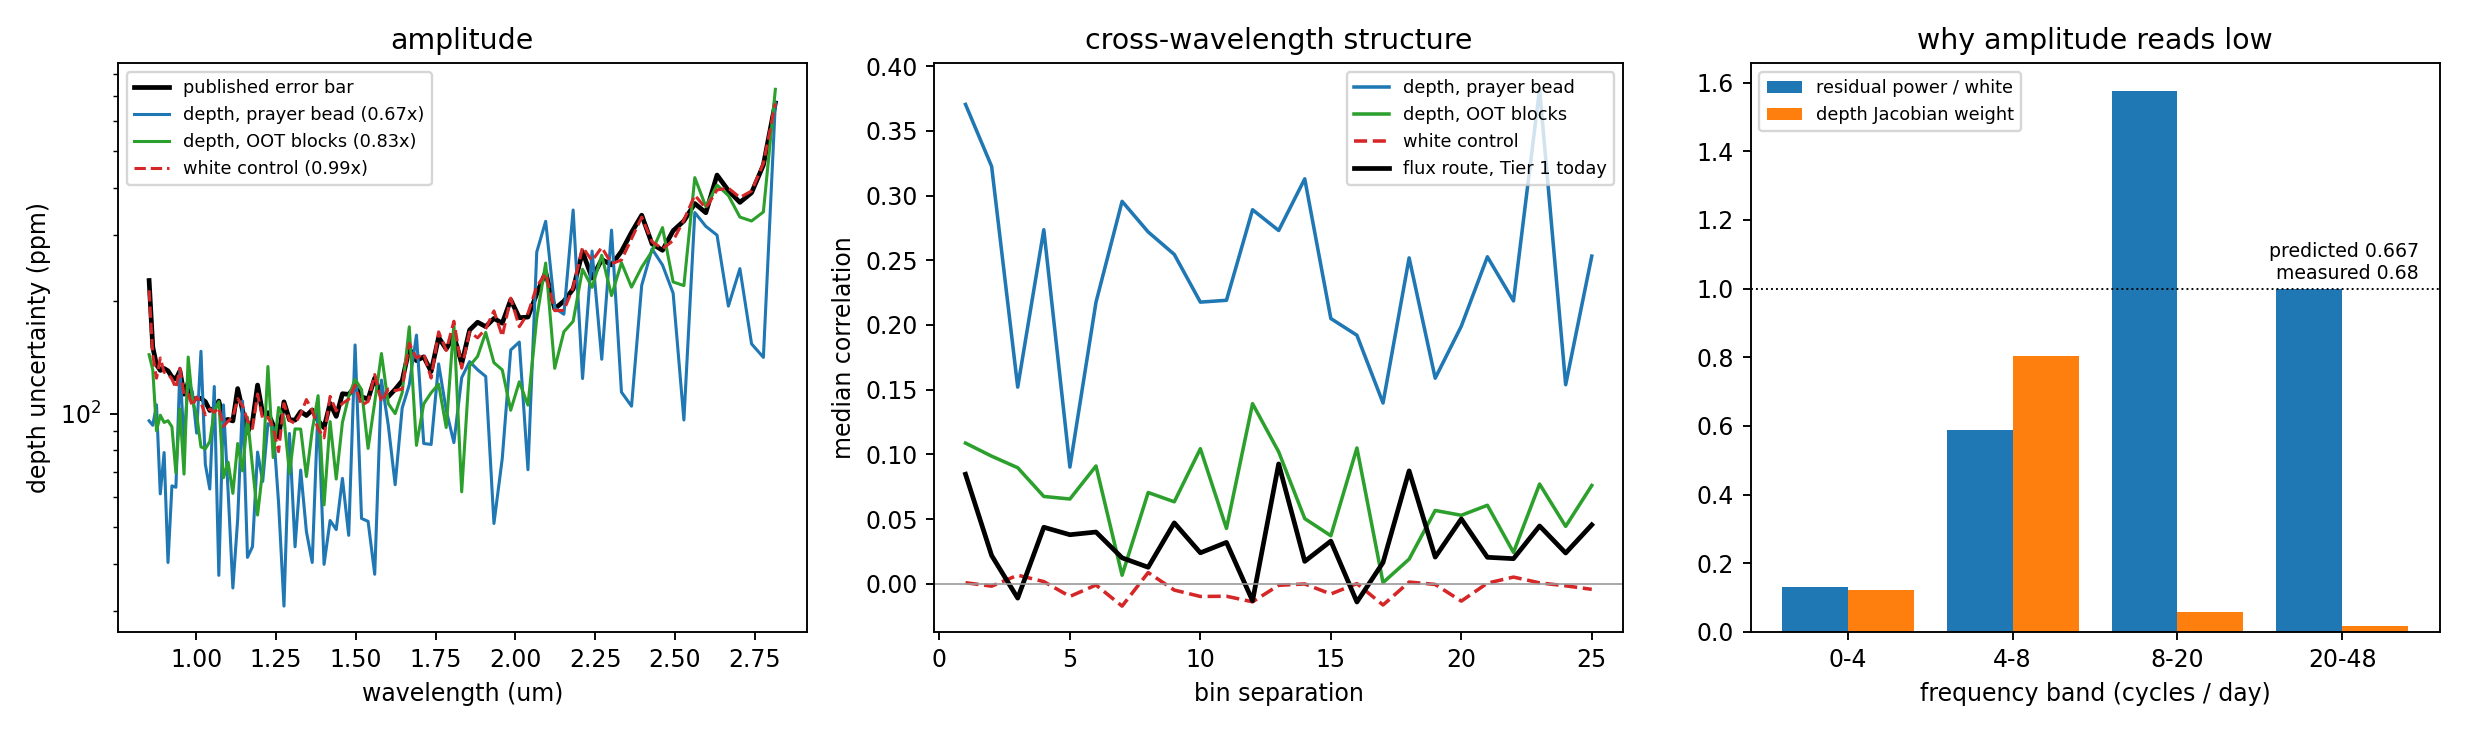 amplitude
depth uncertainty (ppm)
10²
published error bar
depth, prayer bead (0.67x)
depth, OOT blocks (0.83x)
white control (0.99x)
1.00 1.25 1.50 1.75 2.00 2.25 2.50 2.75
wavelength (um)
cross-wavelength structure
median correlation
0.40
0.35
0.30
0.25
0.20
0.15
0.10
0.05
0.00
depth, prayer bead
depth, OOT blocks
white control
flux route, Tier 1 today
0 5 10 15 20 25
bin separation
why amplitude reads low
1.6
1.4
1.2
1.0
0.8
0.6
0.4
0.2
0.0
residual power / white
depth Jacobian weight
predicted 0.667
measured 0.68
0-4 4-8 8-20 20-48
frequency band (cycles / day)